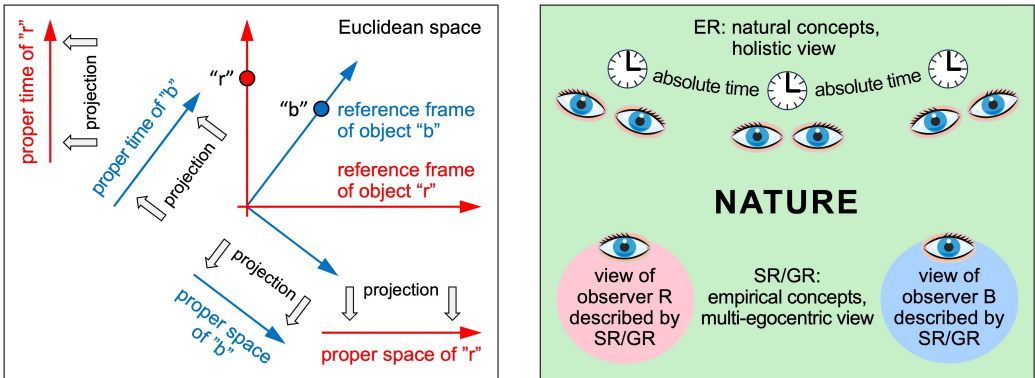 Euclidean space
proper time of "r"
projection
proper time of "b"
projection
"r"
"b"
reference frame
of object "b"
reference frame
of object "r"
projection
proper space
of "b"
projection
proper space of "r"
ER: natural concepts,
holistic view
absolute time
absolute time
NATURE
view of
observer R
described by
SR/GR
SR/GR:
empirical concepts,
multi-egocentric view
view of
observer B
described by
SR/GR